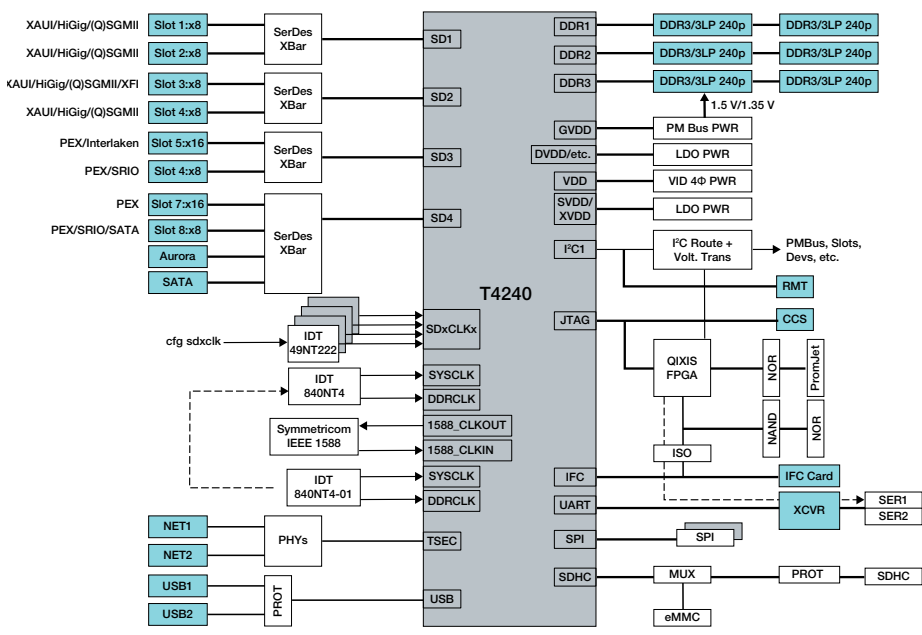 XAUI/HiGig/(Q)SGMII
Slot 1:x8
XAUI/HiGig/(Q)SGMII
Slot 2:x8
SerDes
XBar
SD1
XAUI/HiGig/(Q)SGMII/XFI
Slot 3:x8
XAUI/HiGig/(Q)SGMII
Slot 4:x8
SerDes
XBar
SD2
PEX/Interlaken
Slot 5:x16
PEX/SRIO
Slot 4:x8
SerDes
XBar
SD3
PEX
Slot 7:x16
PEX/SRIO/SATA
Slot 8:x8
Aurora
SATA
SerDes
XBar
SD4
T4240
cfg sdxclk
IDT
49NT222
SDxCLKx
IDT
840NT4
SYSCLK
DDRCLK
Symmetricom
IEEE 1588
1588_CLKOUT
1588_CLKIN
IDT
840NT4-01
SYSCLK
DDRCLK
NET1
NET2
PHYs
TSEC
USB1
USB2
PROT
USB
DDR1
DDR3/3LP 240p
DDR3/3LP 240p
DDR2
DDR3/3LP 240p
DDR3/3LP 240p
DDR3
DDR3/3LP 240p
DDR3/3LP 240p
1.5 V/1.35 V
GVDD
PM Bus PWR
DVDD/etc.
LDO PWR
VDD
VID 4Φ PWR
SVDD/
XVDD
LDO PWR
I²C1
I²C Route +
Volt. Trans
PMBus, Slots,
Devs, etc.
RMT
JTAG
CCS
QIXIS
FPGA
NOR
PromJet
NAND
NOR
ISO
IFC
IFC Card
UART
XCVR
SER1
SER2
SPI
SPI
SDHC
MUX
PROT
SDHC
eMMC